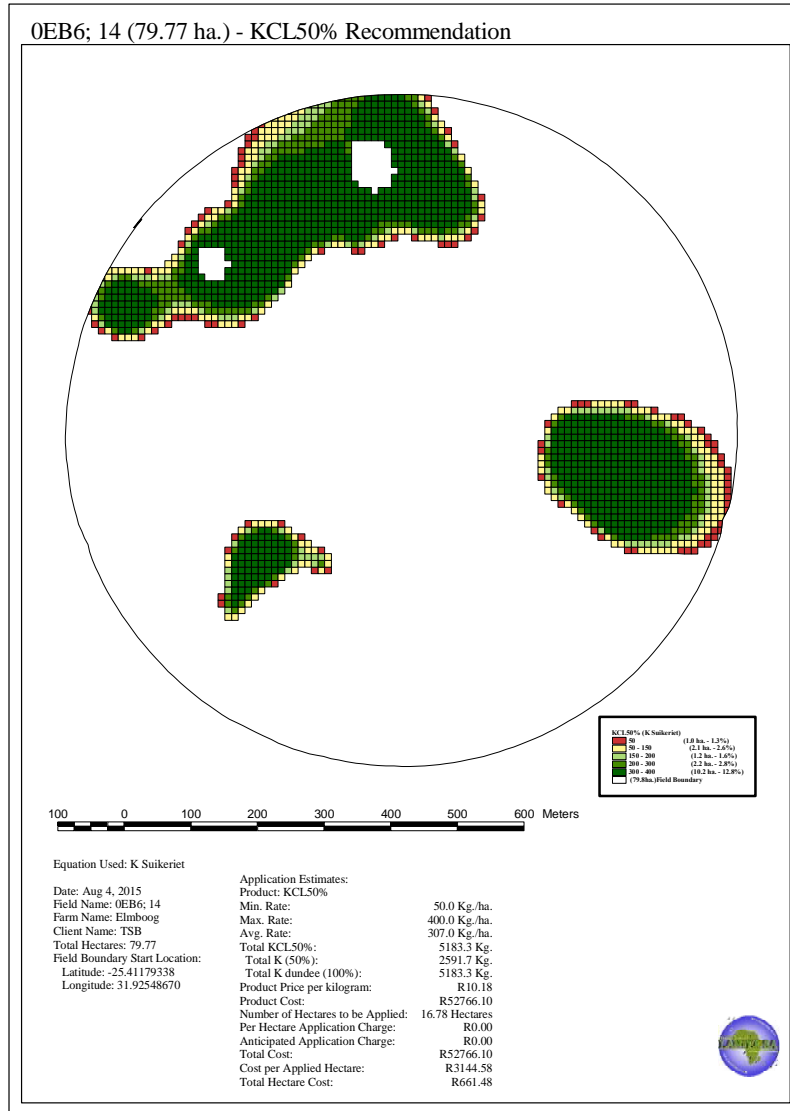 0EB6; 14 (79.77 ha.) - KCL50% Recommendation
KCL50% (K Suikeriet)
50 (1.0 ha. - 1.3%)
50 - 150 (2.1 ha. - 2.6%)
150 - 200 (1.2 ha. - 1.6%)
200 - 300 (2.2 ha. - 2.8%)
300 - 400 (10.2 ha. - 12.8%)
(79.8ha.)Field Boundary
100 0 100 200 300 400 500 600 Meters
Equation Used: K Suikeriet
Date: Aug 4, 2015
Field Name: 0EB6; 14
Farm Name: Elmboog
Client Name: TSB
Total Hectares: 79.77
Field Boundary Start Location:
Latitude: -25.41179338
Longitude: 31.92548670
Application Estimates:
Product: KCL50%
Min. Rate: 50.0 Kg./ha.
Max. Rate: 400.0 Kg./ha.
Avg. Rate: 307.0 Kg./ha.
Total KCL50%: 5183.3 Kg.
Total K (50%): 2591.7 Kg.
Total K dundee (100%): 5183.3 Kg.
Product Price per kilogram: R10.18
Product Cost: R52766.10
Number of Hectares to be Applied: 16.78 Hectares
Per Hectare Application Charge: R0.00
Anticipated Application Charge: R0.00
Total Cost: R52766.10
Cost per Applied Hectare: R3144.58
Total Hectare Cost: R661.48